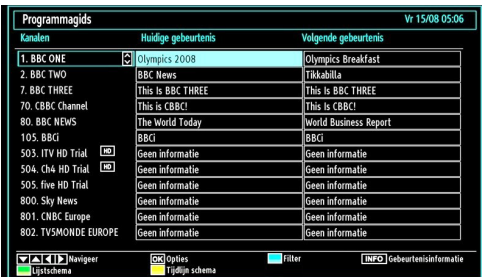 Programmagids Vr 15/08 05:06
Kanalen Huidige gebeurtenis Volgende gebeurtenis
1. BBC ONE Olympics 2008 Olympics Breakfast
2. BBC TWO BBC News Tikkabilla
7. BBC THREE This Is BBC THREE This Is BBC THREE
70. CBBC Channel This is CBBC! This is CBBC!
80. BBC NEWS The World Today World Business Report
105. BBCi BBCi BBCi
503. ITV HD Trial HD Geen informatie Geen informatie
504. Ch4 HD Trial HD Geen informatie Geen informatie
505. five HD Trial Geen informatie Geen informatie
800. Sky News Geen informatie Geen informatie
801. CNBC Europe Geen informatie Geen informatie
802. TV5MONDE EUROPE Geen informatie Geen informatie
Navigeer OK Opties Filter INFO Gebeurtenisinformatie
Lijstschema Tijdlijn schema